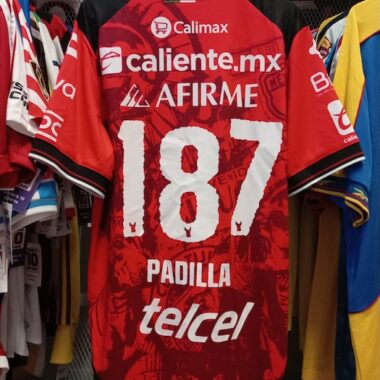 Calimax
caliente.mx
AFIRME
187
PADILLA
telcel